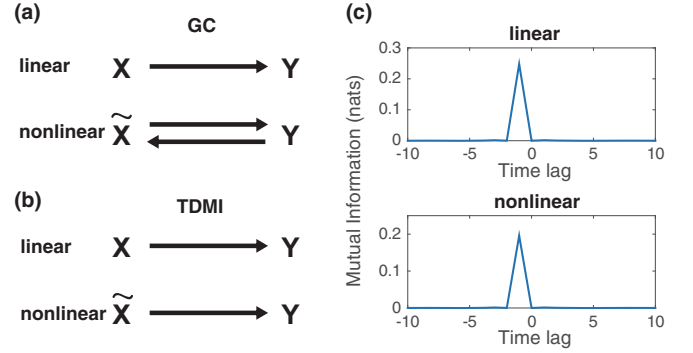 (a)
GC
linear X Y
nonlinear X̃ Y
(b)
TDMI
linear X Y
nonlinear X̃ Y
(c)
Mutual Information (nats)
linear
0.3
0.2
0.1
0
-10 -5 0 5 10
Time lag
nonlinear
0.2
0.1
0
-10 -5 0 5 10
Time lag